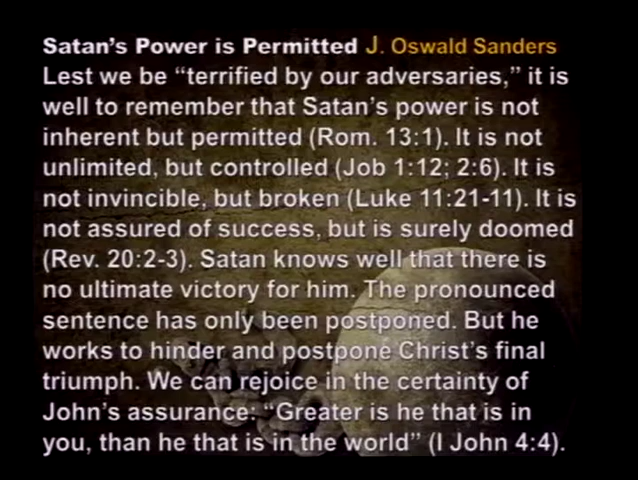 Satan's Power is Permitted J. Oswald Sanders
Lest we be “terrified by our adversaries,” it is
well to remember that Satan's power is not
inherent but permitted (Rom. 13:1). It is not
unlimited, but controlled (Job 1:12; 2:6). It is
not invincible, but broken (Luke 11:21-11). It is
not assured of success, but is surely doomed
(Rev. 20:2-3). Satan knows well that there is
no ultimate victory for him. The pronounced
sentence has only been postponed. But he
works to hinder and postpone Christ's final
triumph. We can rejoice in the certainty of
John's assurance: “Greater is he that is in
you, than he that is in the world” (I John 4:4).